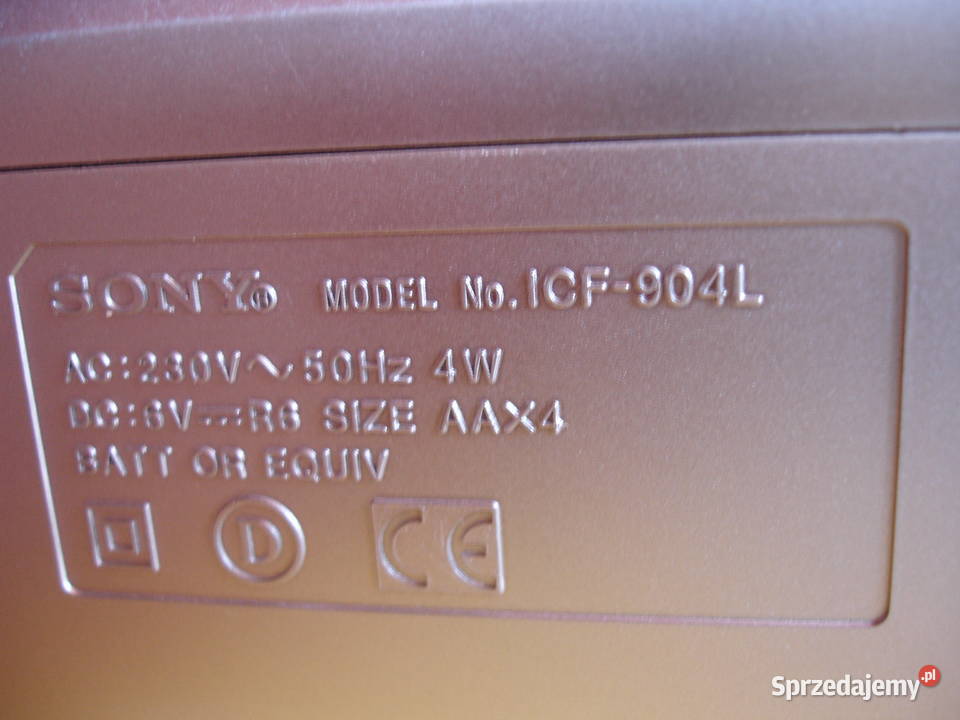 SONY® MODEL No. ICF-904L
AC:230V~50Hz 4W
DC:6V⎓R6 SIZE AAX4
BATT OR EQUIV
D
CE
Sprzedajemy.pl